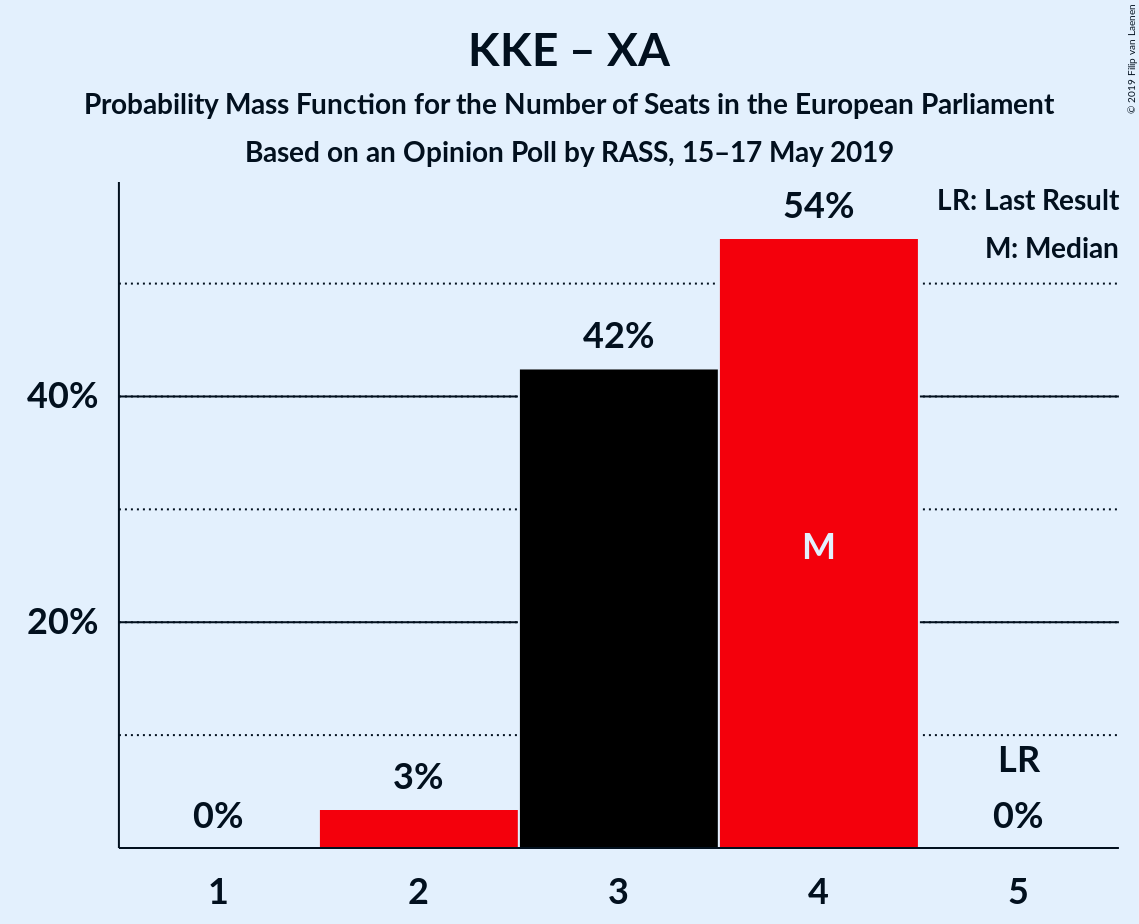 KKE – XA
Probability Mass Function for the Number of Seats in the European Parliament
Based on an Opinion Poll by RASS, 15–17 May 2019
© 2019 Filip van Laenen
LR: Last Result
M: Median
54%
42%
40%
M
20%
LR
3%
0%
0%
1
2
3
4
5